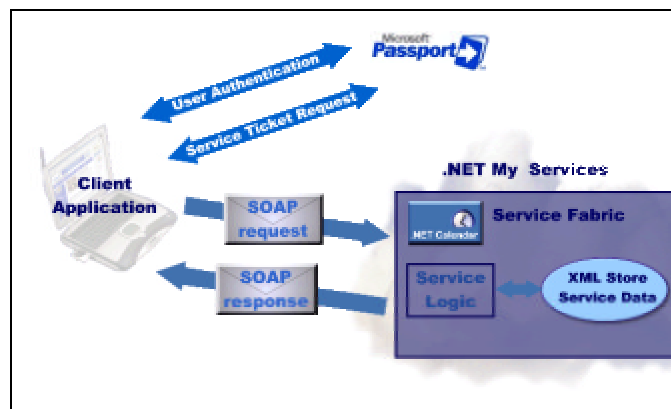 Microsoft
Passport
User Authentication
Service Ticket Request
Client
Application
.NET My Services
SOAP
request
.NET Calendar
Service Fabric
SOAP
response
Service
Logic
XML Store
Service Data